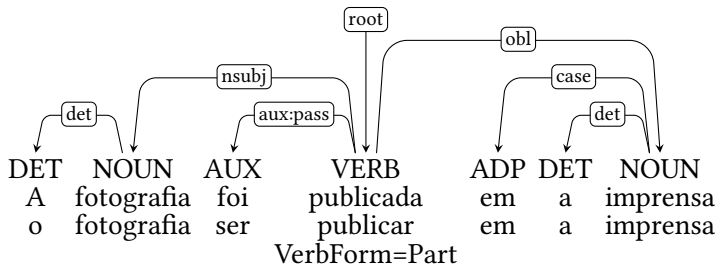 root
obl
nsubj case
det aux:pass det
DET NOUN AUX VERB ADP DET NOUN
A fotografia foi publicada em a imprensa
o fotografia ser publicar em a imprensa
VerbForm=Part